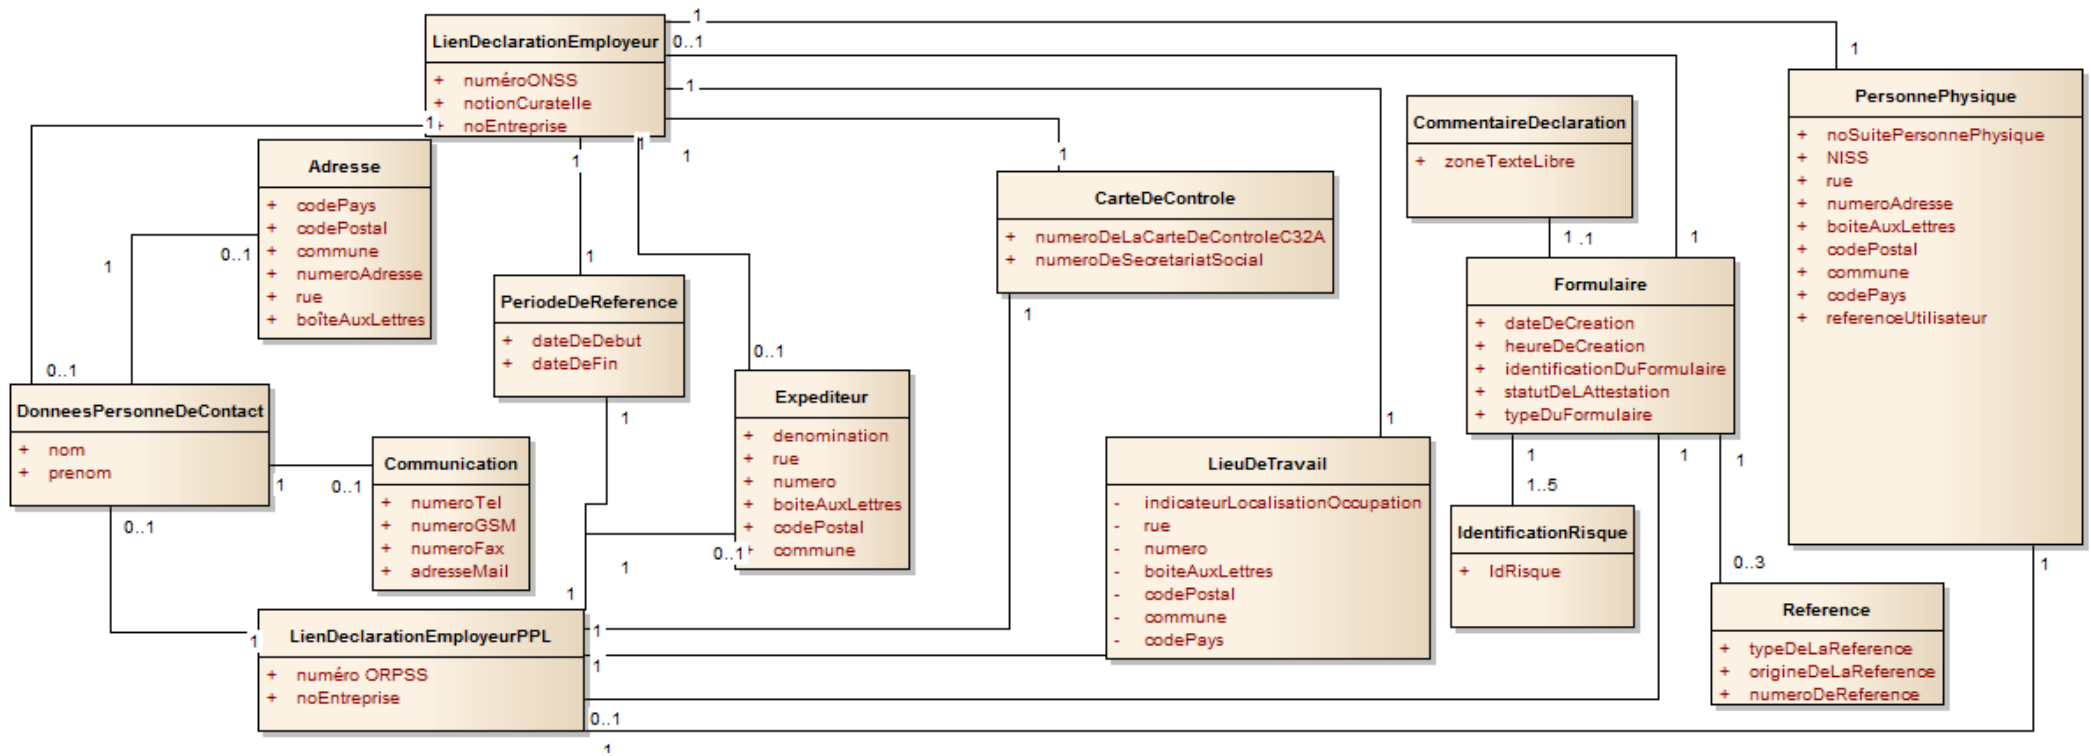 LienDeclarationEmployeur
+ numéroONSS
+ notionCuratelle
+ noEntreprise
1
0..1
1
1
1
1
1
1
1
Adresse
+ codePays
+ codePostal
+ commune
+ numeroAdresse
+ rue
+ boîteAuxLettres
1
0..1
0..1
DonneesPersonneDeContact
+ nom
+ prenom
1
0..1
0..1
Communication
+ numeroTel
+ numeroGSM
+ numeroFax
+ adresseMail
1
PeriodeDeReference
+ dateDeDebut
+ dateDeFin
1
0..1
Expéditeur
+ denomination
+ rue
+ numero
+ boiteAuxLettres
+ codePostal
+ commune
0..1
1
1
CarteDeControle
+ numeroDeLaCarteDeControleC32A
+ numeroDeSecretariatSocial
1
1
LieuDeTravail
- indicateurLocalisationOccupation
- rue
- numero
- boiteAuxLettres
- codePostal
- commune
- codePays
CommentaireDeclaration
+ zoneTexteLibre
1 ..1
1
Formulaire
+ dateDeCreation
+ heureDeCreation
+ identificationDuFormulaire
+ statutDeLAttestation
+ typeDuFormulaire
1
1
1
1..5
IdentificationRisque
+ IdRisque
0..3
Reference
+ typeDeLaReference
+ origineDeLaReference
+ numeroDeReference
1
PersonnePhysique
+ noSuitePersonnePhysique
+ NISS
+ rue
+ numeroAdresse
+ boiteAuxLettres
+ codePostal
+ commune
+ codePays
+ referenceUtilisateur
1
LienDeclarationEmployeurPPL
+ numéro ORPSS
+ noEntreprise
1
1
1
1
0..1
1